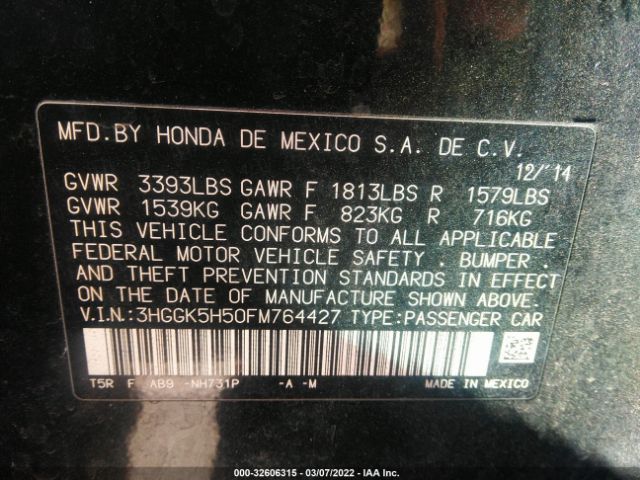 MFD.BY HONDA DE MEXICO S.A. DE C.V.
12/'14
GVWR 3393LBS GAWR F 1813LBS R 1579LBS
GVWR 1539KG GAWR F 823KG R 716KG
THIS VEHICLE CONFORMS TO ALL APPLICABLE
FEDERAL MOTOR VEHICLE SAFETY . BUMPER
AND THEFT PREVENTION STANDARDS IN EFFECT
ON THE DATE OF MANUFACTURE SHOWN ABOVE.
V.I.N.:3HGGK5H50FM764427 TYPE:PASSENGER CAR
T5R F AB9 -NH731P -A -M MADE IN MEXICO
000-32606315 - 03/07/2022 - IAA Inc.